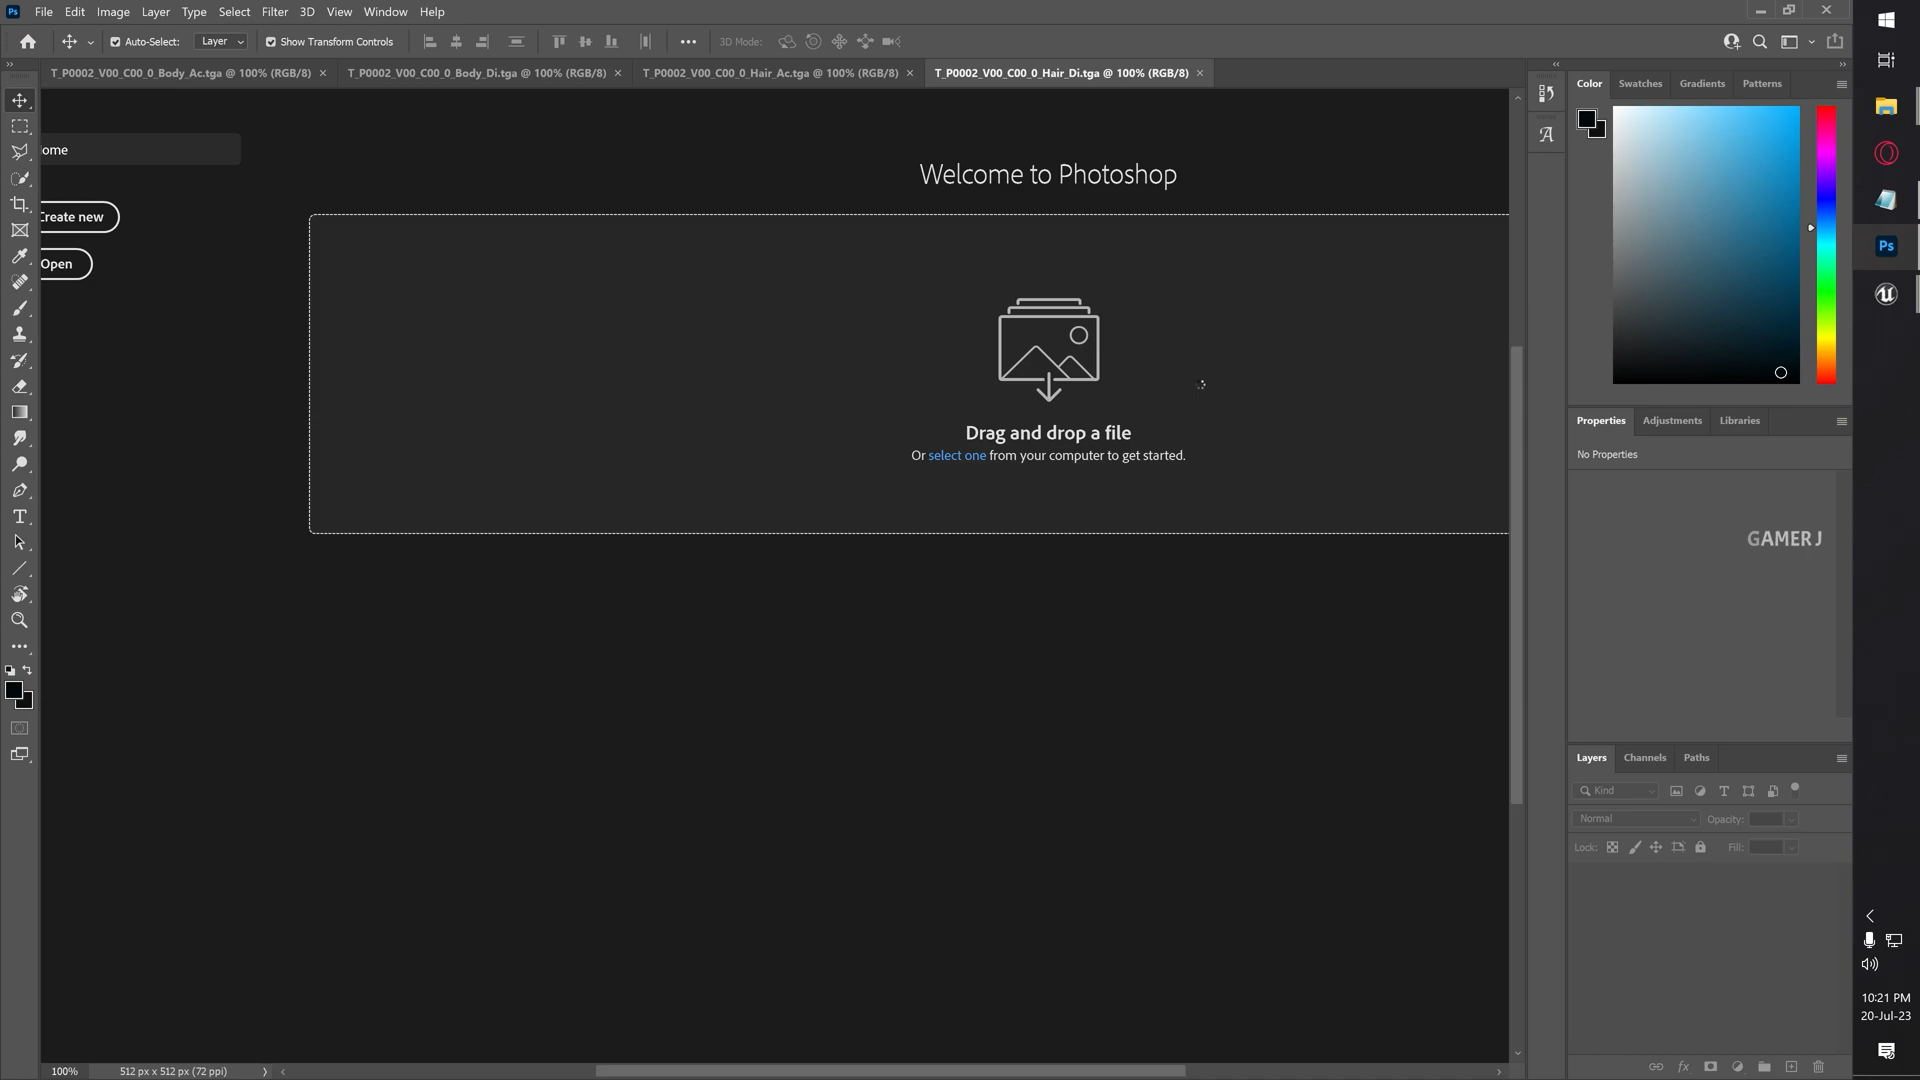 Ps File Edit Image Layer Type Select Filter 3D View Window Help
Auto-Select: Layer Show Transform Controls 3D Mode:
T_P0002_V00_C00_0_Body_Ac.tga @ 100% (RGB/8) T_P0002_V00_C00_0_Body_Di.tga @ 100% (RGB/8) T_P0002_V00_C00_0_Hair_Ac.tga @ 100% (RGB/8) T_P0002_V00_C00_0_Hair_Di.tga @ 100% (RGB/8)
Color Swatches Gradients Patterns
ome
Welcome to Photoshop
Create new
Open
Ps
Drag and drop a file
Or select one from your computer to get started.
Properties Adjustments Libraries
No Properties
GAMER J
Layers Channels Paths
Kind
Normal Opacity:
Lock: Fill:
10:21 PM
20-Jul-23
100% 512 px x 512 px (72 ppi)